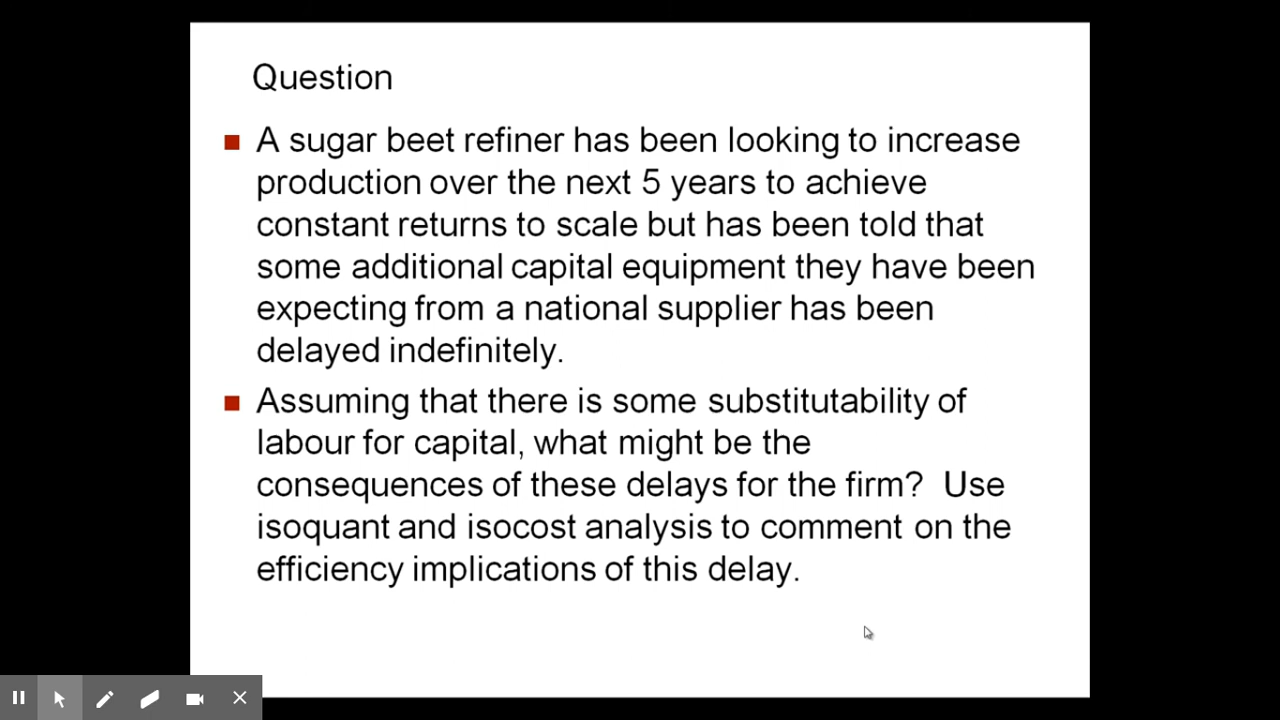 Question
A sugar beet refiner has been looking to increase
production over the next 5 years to achieve
constant returns to scale but has been told that
some additional capital equipment they have been
expecting from a national supplier has been
delayed indefinitely.
Assuming that there is some substitutability of
labour for capital, what might be the
consequences of these delays for the firm?  Use
isoquant and isocost analysis to comment on the
efficiency implications of this delay.